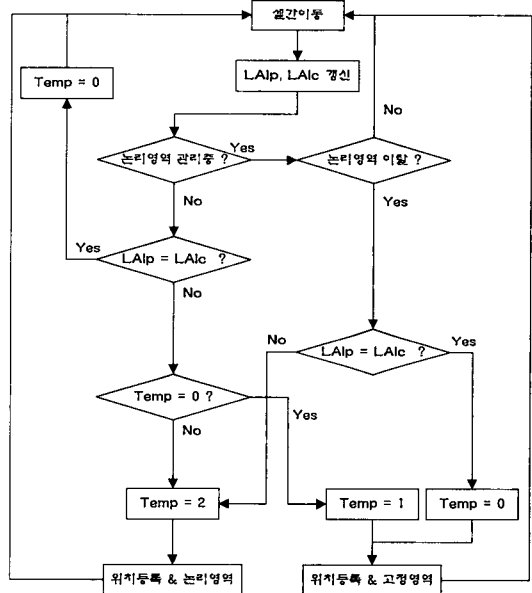 셀간이동
LAIp, LAIc 갱신
Temp = 0
No
논리영역 관리중 ?
Yes
논리영역 이탈 ?
No
Yes
Yes
LAIp = LAIc ?
No
No
LAIp = LAIc ?
Yes
Temp = 0 ?
Yes
No
Temp = 2
Temp = 1
Temp = 0
위치등록 & 논리영역
위치등록 & 고정영역